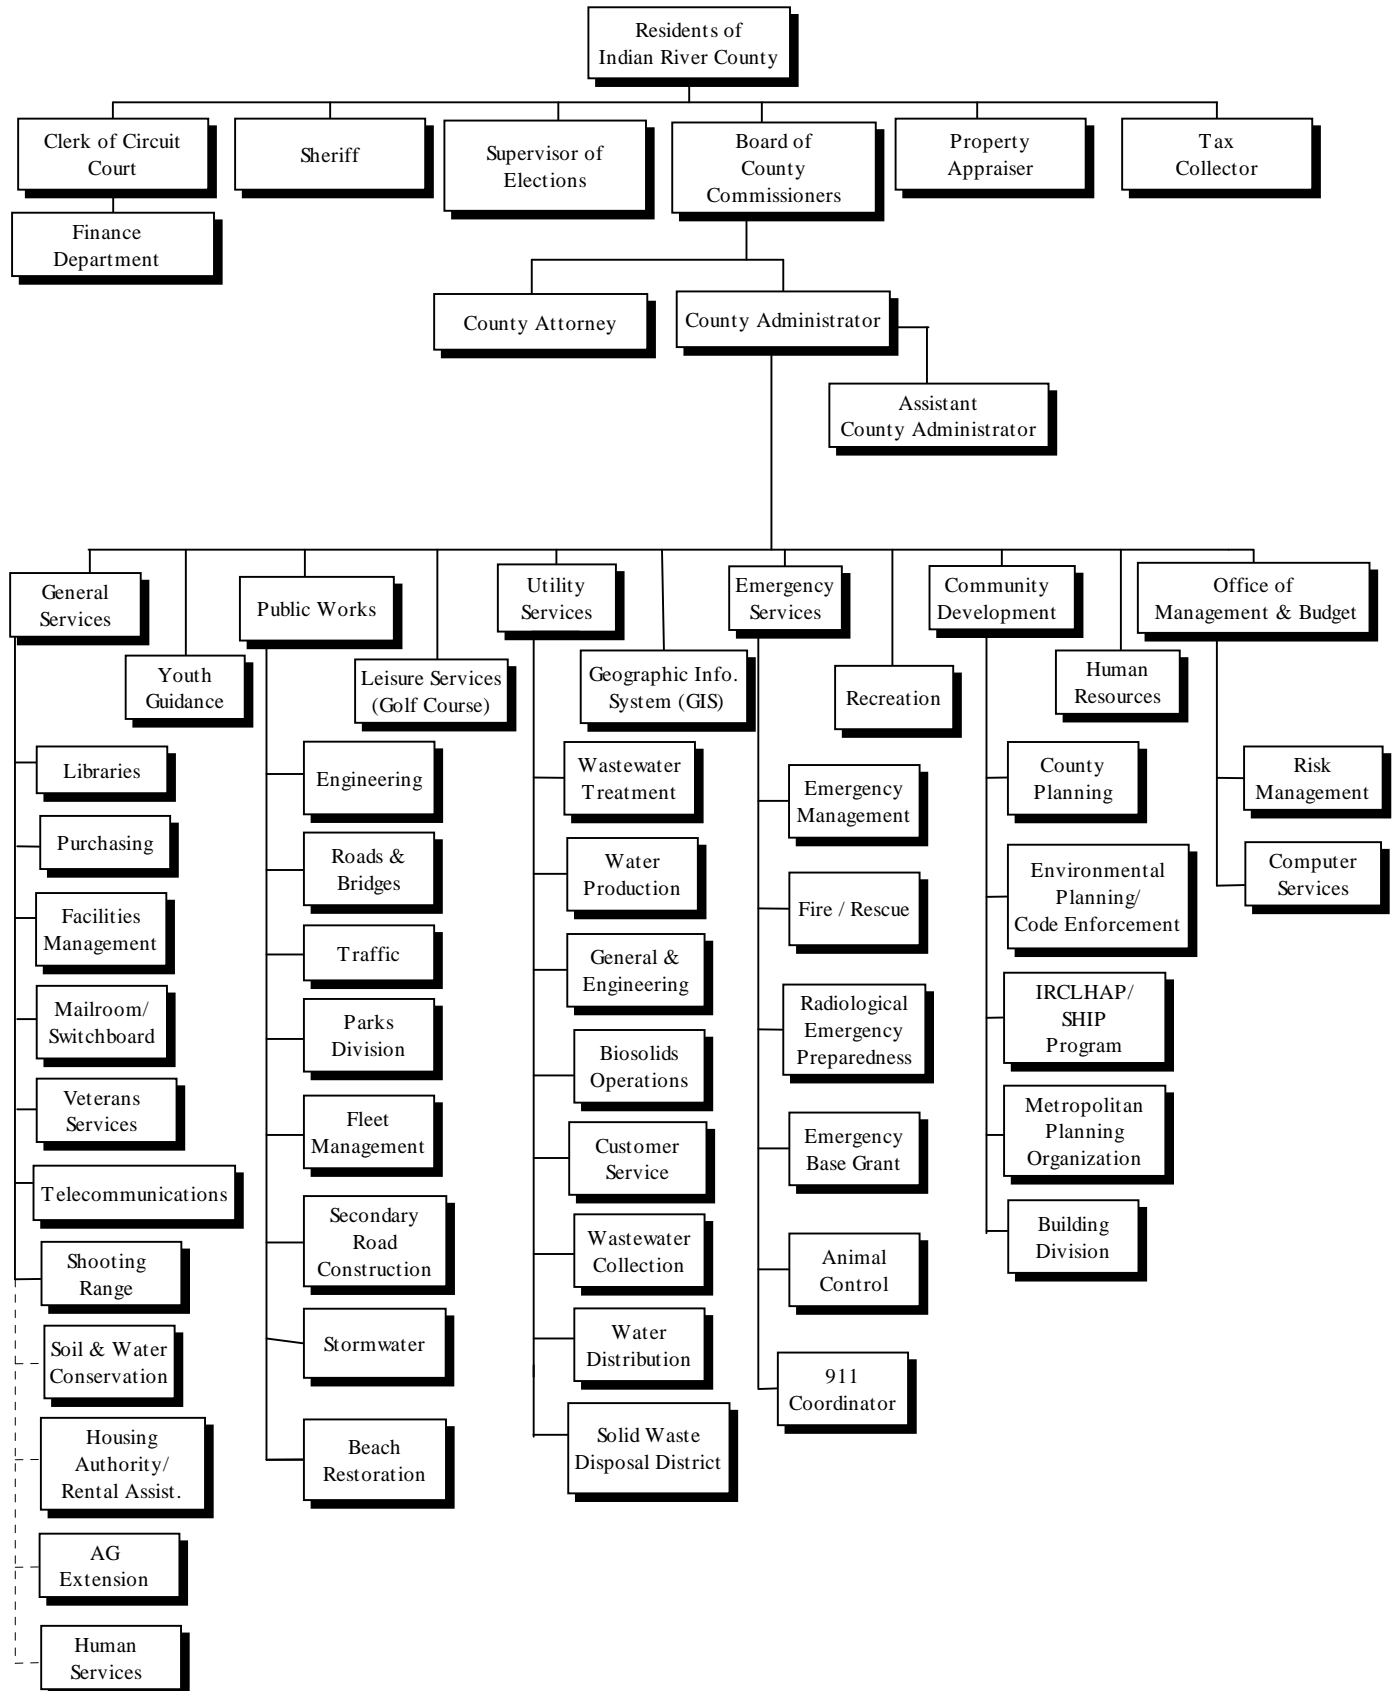 Residents of
Indian River County
Clerk of Circuit
Court
Sheriff
Supervisor of
Elections
Board of
County
Commissioners
Property
Appraiser
Tax
Collector
Finance
Department
County Attorney
County Administrator
Assistant
County Administrator
General
Services
Youth
Guidance
Public Works
Leisure Services
(Golf Course)
Utility
Services
Geographic Info.
System (GIS)
Emergency
Services
Recreation
Community
Development
Human
Resources
Office of
Management & Budget
Libraries
Purchasing
Facilities
Management
Mailroom/
Switchboard
Veterans
Services
Telecommunications
Shooting
Range
Soil & Water
Conservation
Housing
Authority/
Rental Assist.
AG
Extension
Human
Services
Engineering
Roads &
Bridges
Traffic
Parks
Division
Fleet
Management
Secondary
Road
Construction
Stormwater
Beach
Restoration
Wastewater
Treatment
Water
Production
General &
Engineering
Biosolids
Operations
Customer
Service
Wastewater
Collection
Water
Distribution
Solid Waste
Disposal District
Emergency
Management
Fire / Rescue
Radiological
Emergency
Preparedness
Emergency
Base Grant
Animal
Control
911
Coordinator
County
Planning
Environmental
Planning/
Code Enforcement
IRCLHAP/
SHIP
Program
Metropolitan
Planning
Organization
Building
Division
Risk
Management
Computer
Services